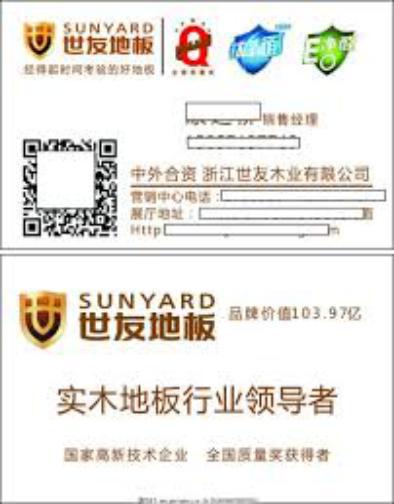 SUNYARD
世友地板
经得起时间考验的好地板
Q
E净醛
销售经理
中外合资 浙江世友木业有限公司
营销中心电话:
展厅地址:
Http
m
SUNYARD
世友地板
品牌价值103.97亿
实木地板行业领导者
国家高新技术企业 全国质量奖获得者